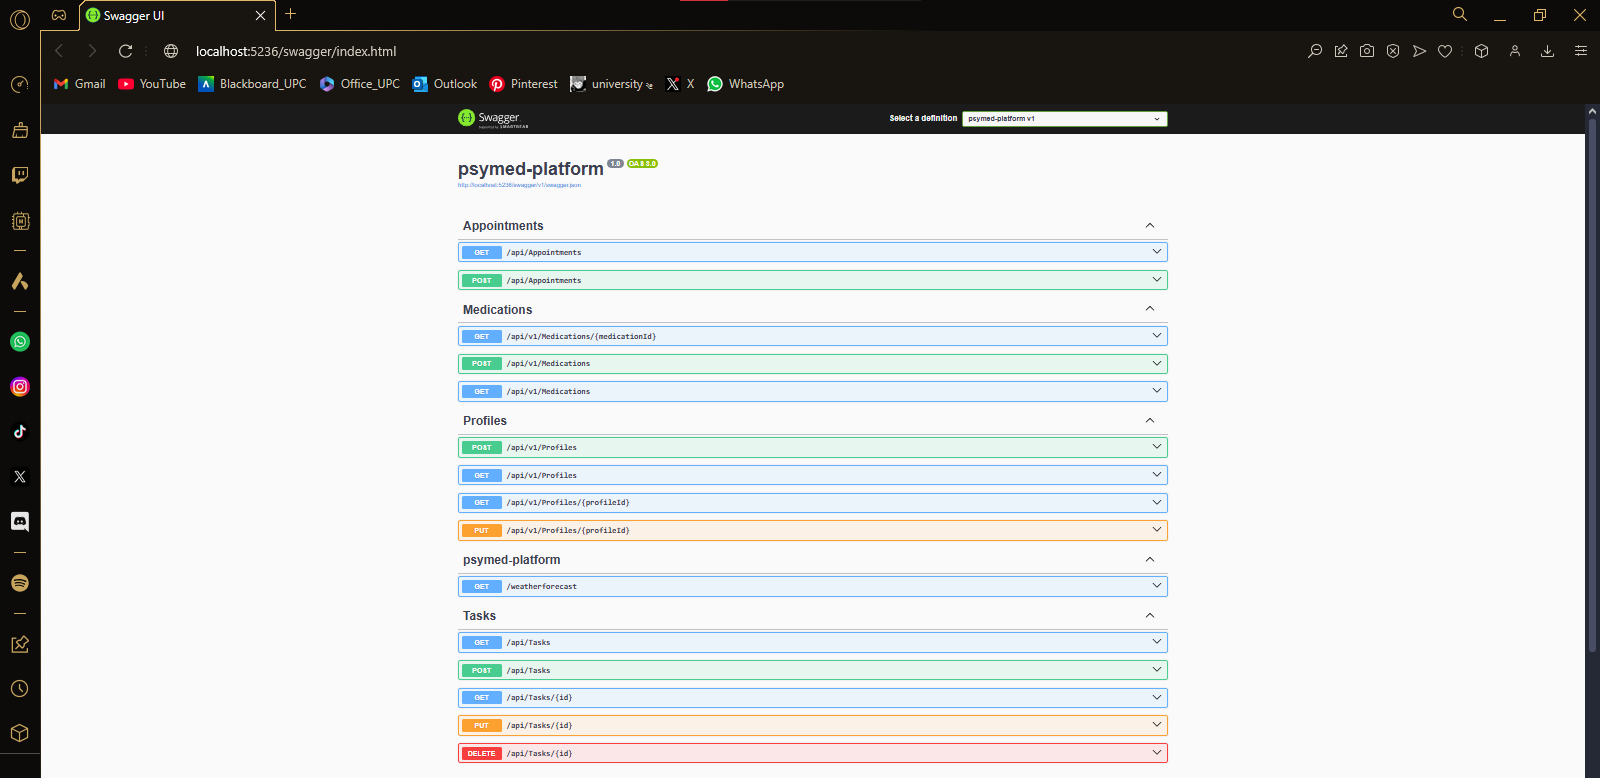 Swagger UI
localhost:5236/swagger/index.html
Gmail YouTube Blackboard_UPC Office_UPC Outlook Pinterest university X WhatsApp
Swagger.
Supported by SMARTBEAR
Select a definition psymed-platform v1
psymed-platform 1.0 OAS 3.0
http://localhost:5236/swagger/v1/swagger.json
Appointments
GET /api/Appointments
POST /api/Appointments
Medications
GET /api/v1/Medications/{medicationId}
POST /api/v1/Medications
GET /api/v1/Medications
Profiles
POST /api/v1/Profiles
GET /api/v1/Profiles
GET /api/v1/Profiles/{profileId}
PUT /api/v1/Profiles/{profileId}
psymed-platform
GET /weatherforecast
Tasks
GET /api/Tasks
POST /api/Tasks
GET /api/Tasks/{id}
PUT /api/Tasks/{id}
DELETE /api/Tasks/{id}